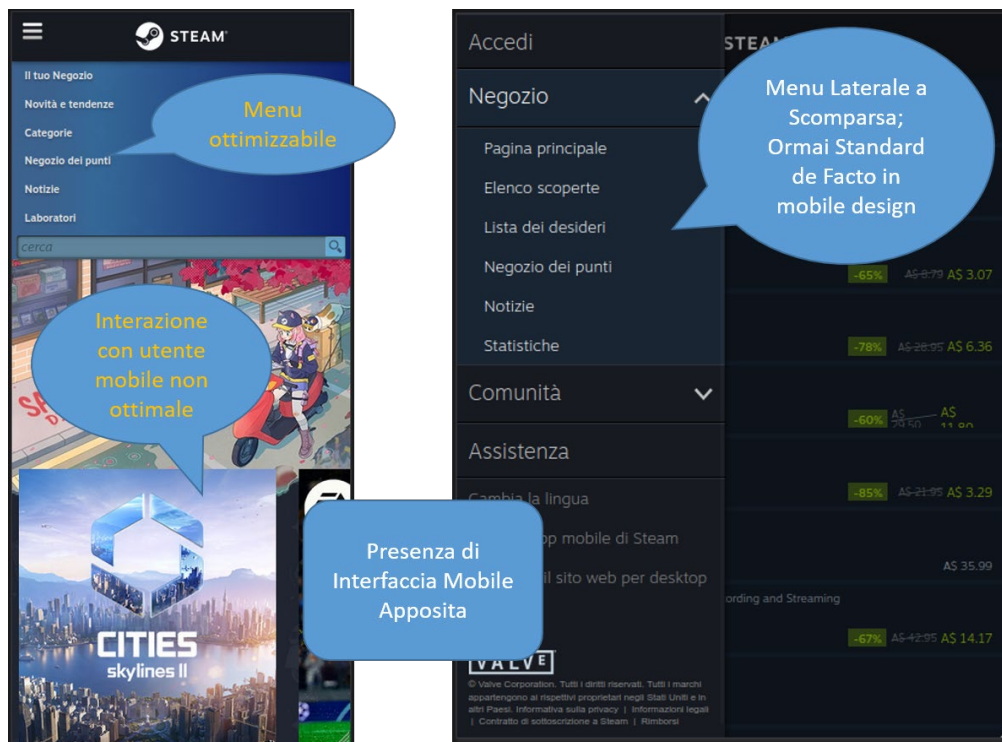 STEAM
Il tuo Negozio
Novità e tendenze
Categorie
Negozio dei punti
Notizie
Laboratori
cerca
Menu
ottimizzabile
Interazione
con utente
mobile non
ottimale
CITIES
skylines II
Presenza di
Interfaccia Mobile
Apposita
Accedi
Negozio
Pagina principale
Elenco scoperte
Lista dei desideri
Negozio dei punti
Notizie
Statistiche
Comunità
Assistenza
Cambia la lingua
mobile di Steam
il sito web per desktop
VALVE
© Valve Corporation. Tutti i diritti riservati. Tutti i marchi
appartengono ai rispettivi proprietari negli Stati Uniti e in
altri Paesi. Informativa sulla privacy | Informazioni legali
| Contratto di sottoscrizione a Steam | Rimborsi
Menu Laterale a
Scomparsa;
Ormai Standard
de Facto in
mobile design
-65% A$ 8.79 A$ 3.07
-78% A$ 28.95 A$ 6.36
-60% A$ 29.50 A$ 11.80
-85% A$ 21.95 A$ 3.29
A$ 35.99
and Streaming
-67% A$ 42.95 A$ 14.17